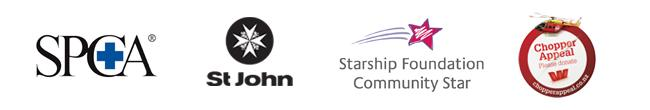 SPCA®
St John
Starship Foundation
Community Star
Chopper
Appeal
Please donate
chopperappeal.co.nz